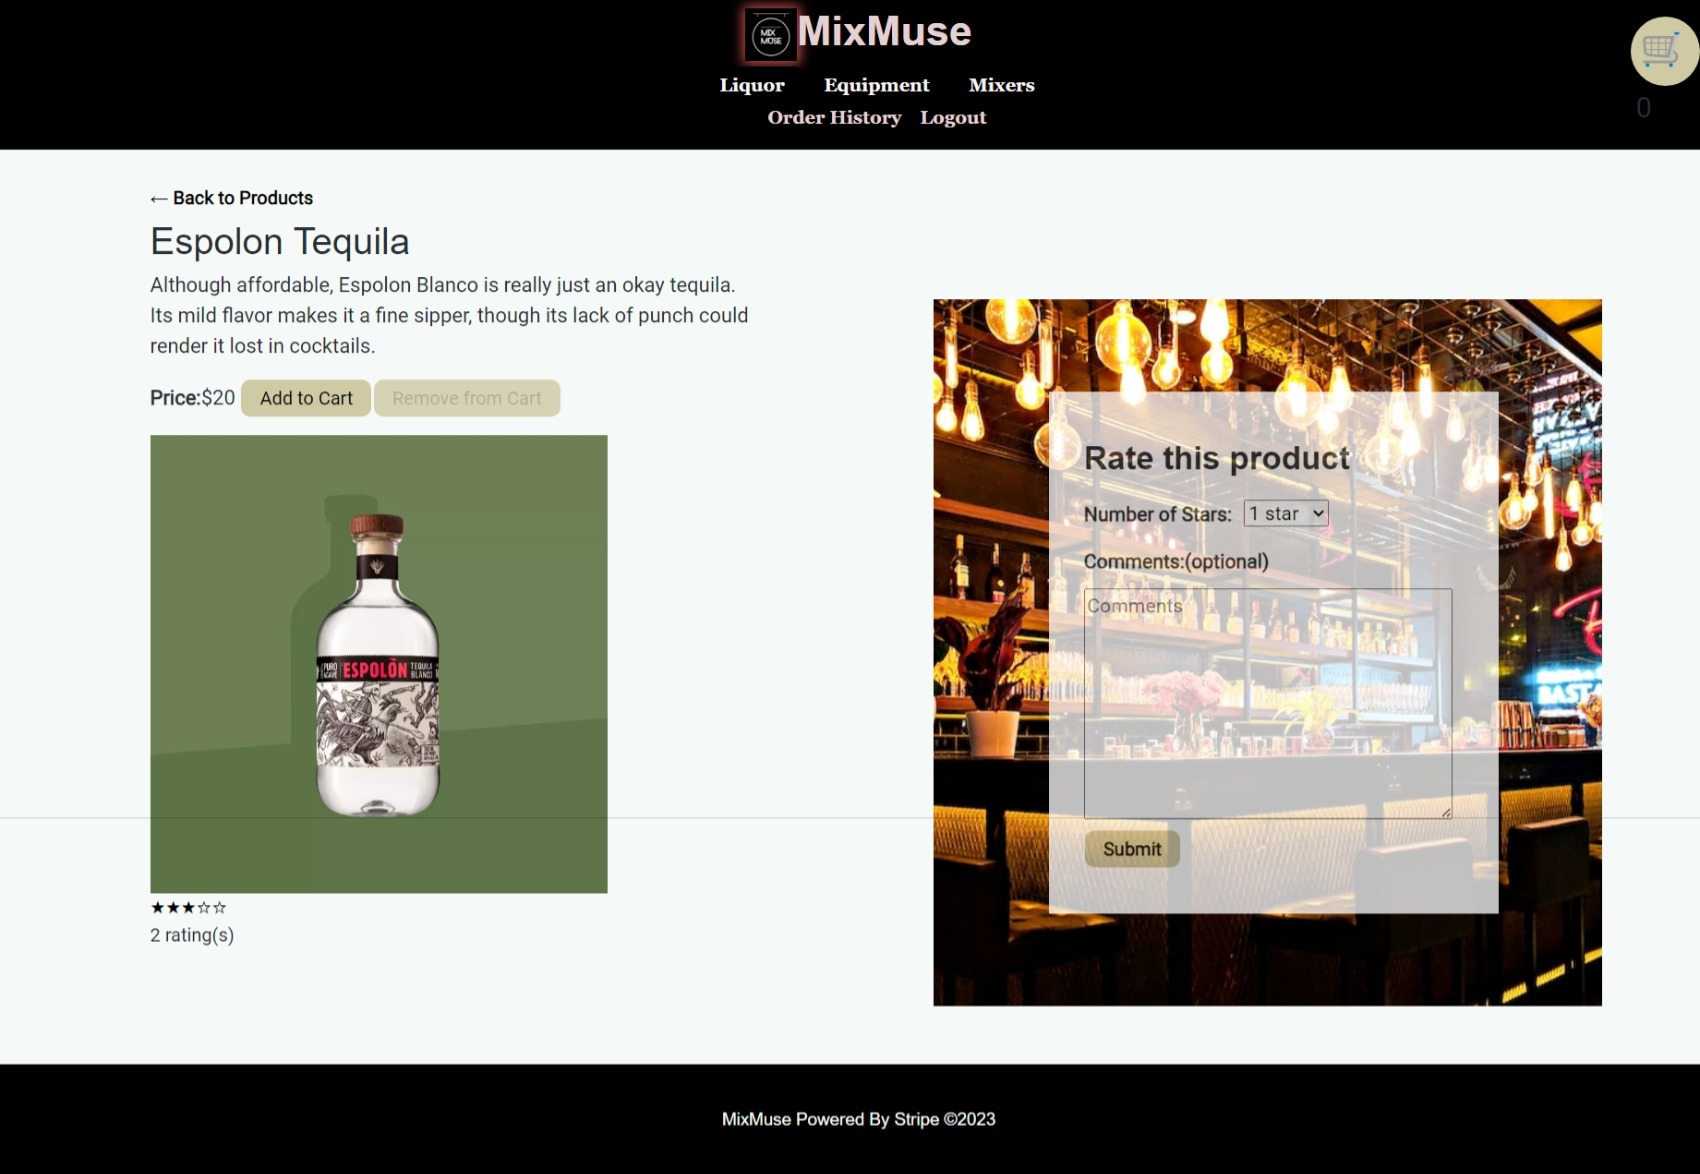 MIX
MUSE
MixMuse
Liquor Equipment Mixers
Order History Logout
0
← Back to Products
Espolon Tequila
Although affordable, Espolon Blanco is really just an okay tequila.
Its mild flavor makes it a fine sipper, though its lack of punch could
render it lost in cocktails.
Price:$20 Add to Cart Remove from Cart
PURO
AGAVE
ESPOLÒN
TEQUILA
BLANCO
★★★☆☆
2 rating(s)
Rate this product
Number of Stars: 1 star
Comments:(optional)
Comments
Submit
MixMuse Powered By Stripe ©2023